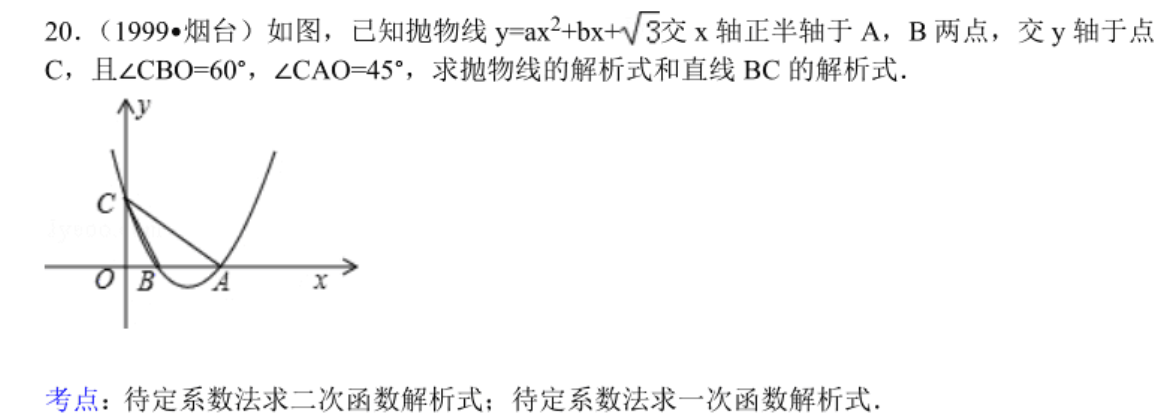 20.（1999•烟台）如图，已知抛物线 y=ax²+bx+√3交 x 轴正半轴于 A，B 两点，交 y 轴于点
C，且∠CBO=60°，∠CAO=45°，求抛物线的解析式和直线 BC 的解析式．
y
C
O B A x
考点：待定系数法求二次函数解析式；待定系数法求一次函数解析式．